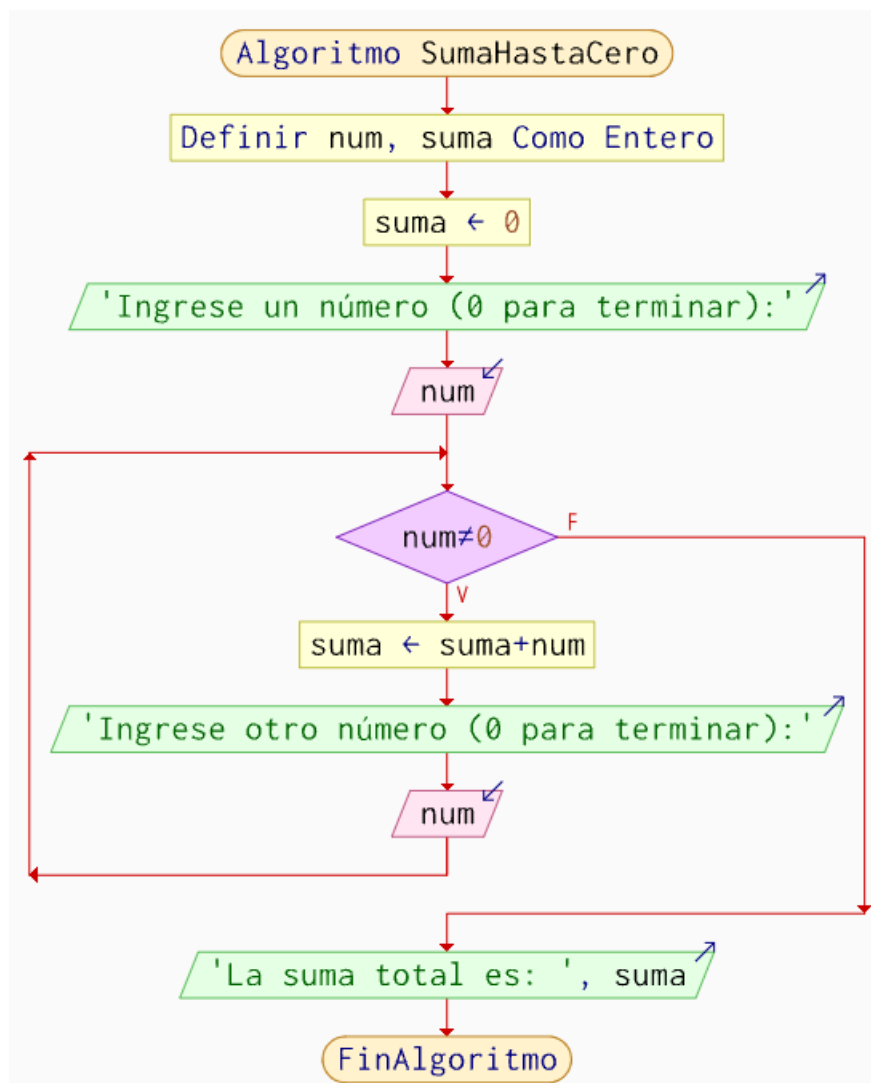 Algoritmo SumaHastaCero
Definir num, suma Como Entero
suma ← 0
'Ingrese un número (0 para terminar):'
num
num≠0
F
V
suma ← suma+num
'Ingrese otro número (0 para terminar):'
num
'La suma total es: ', suma
FinAlgoritmo